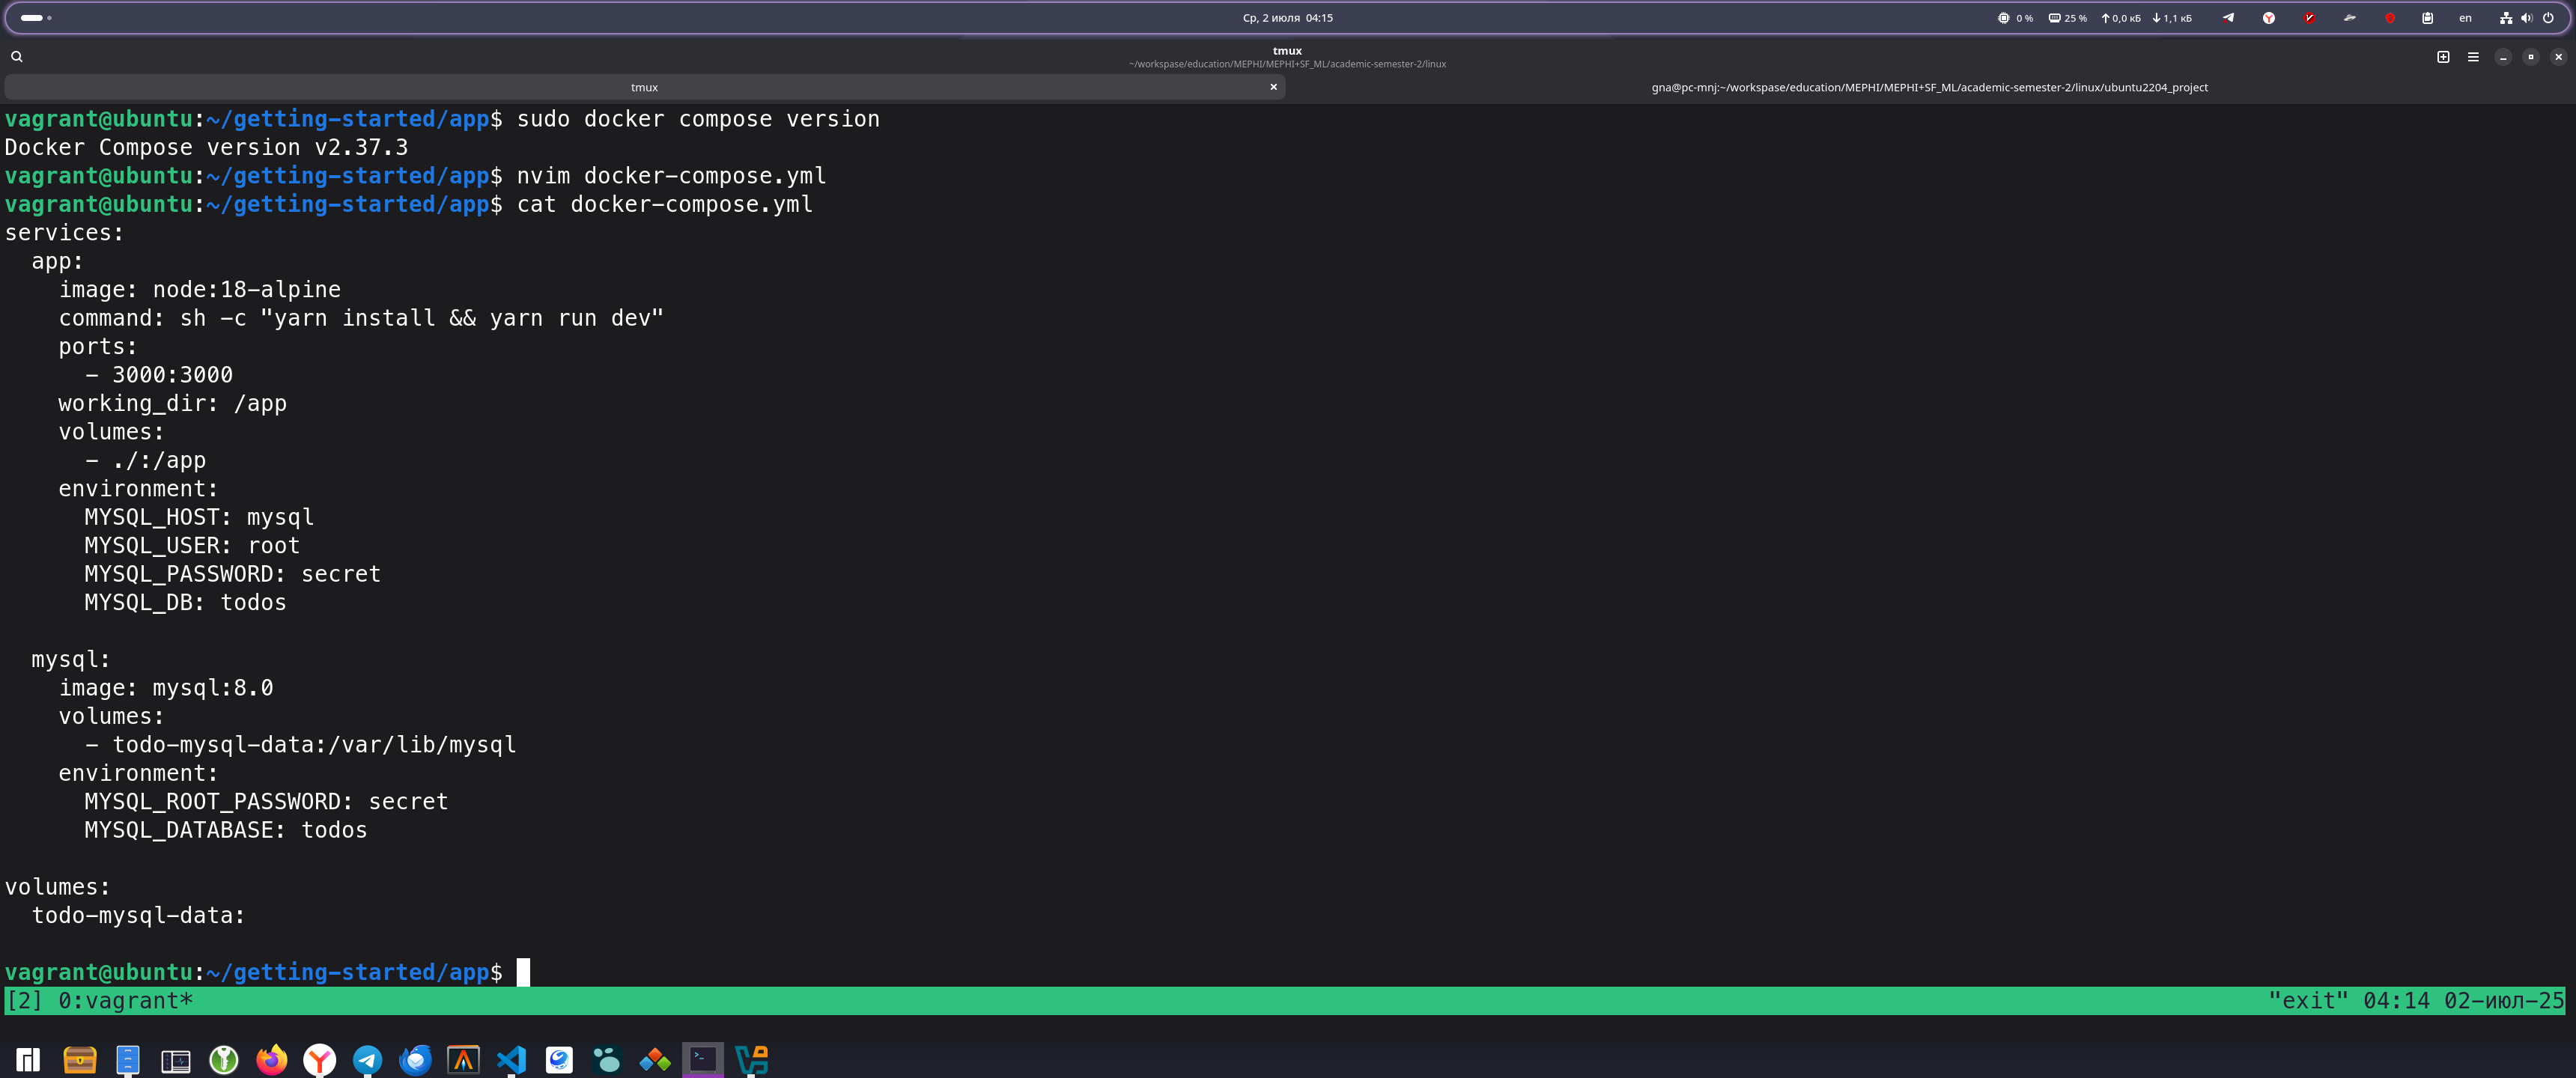 Ср, 2 июля 04:15
0 %
25 %
0,0 кБ
1,1 кБ
en
tmux
~/workspase/education/MEPHI/MEPHI+SF_ML/academic-semester-2/linux
tmux
gna@pc-mnj:~/workspase/education/MEPHI/MEPHI+SF_ML/academic-semester-2/linux/ubuntu2204_project
vagrant@ubuntu:~/getting-started/app$ sudo docker compose version
Docker Compose version v2.37.3
vagrant@ubuntu:~/getting-started/app$ nvim docker-compose.yml
vagrant@ubuntu:~/getting-started/app$ cat docker-compose.yml
services:
  app:
    image: node:18-alpine
    command: sh -c "yarn install && yarn run dev"
    ports:
      - 3000:3000
    working_dir: /app
    volumes:
      - ./:/app
    environment:
      MYSQL_HOST: mysql
      MYSQL_USER: root
      MYSQL_PASSWORD: secret
      MYSQL_DB: todos
  mysql:
    image: mysql:8.0
    volumes:
      - todo-mysql-data:/var/lib/mysql
    environment:
      MYSQL_ROOT_PASSWORD: secret
      MYSQL_DATABASE: todos
volumes:
  todo-mysql-data:
vagrant@ubuntu:~/getting-started/app$
[2] 0:vagrant* "exit" 04:14 02-июл-25